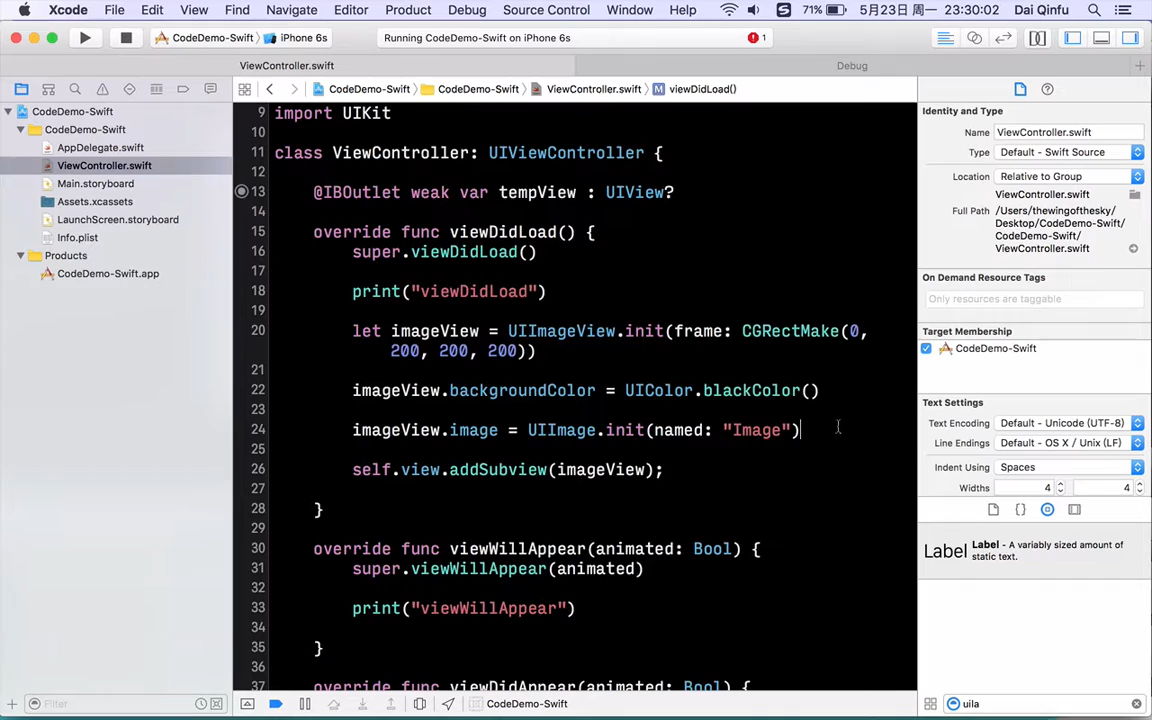 Xcode File Edit View Find Navigate Editor Product Debug Source Control Window Help 71% 5月23日 周一 23:30:02 Dai Qinfu
CodeDemo-Swift iPhone 6s Running CodeDemo-Swift on iPhone 6s 1
ViewController.swift Debug
CodeDemo-Swift CodeDemo-Swift ViewController.swift M viewDidLoad()
CodeDemo-Swift
CodeDemo-Swift
AppDelegate.swift
ViewController.swift
Main.storyboard
Assets.xcassets
LaunchScreen.storyboard
Info.plist
Products
CodeDemo-Swift.app
Filter
9 import UIKit
10
11 class ViewController: UIViewController {
12
13 @IBOutlet weak var tempView : UIView?
14
15 override func viewDidLoad() {
16 super.viewDidLoad()
17
18 print("viewDidLoad")
19
20 let imageView = UIImageView.init(frame: CGRectMake(0,
200, 200, 200))
21
22 imageView.backgroundColor = UIColor.blackColor()
23
24 imageView.image = UIImage.init(named: "Image")
25
26 self.view.addSubview(imageView);
27
28 }
29
30 override func viewWillAppear(animated: Bool) {
31 super.viewWillAppear(animated)
32
33 print("viewWillAppear")
34
35 }
36
37 override func viewDidAppear(animated: Bool) {
CodeDemo-Swift
Identity and Type
Name ViewController.swift
Type Default - Swift Source
Location Relative to Group
ViewController.swift
Full Path /Users/thewingofthesky/
Desktop/CodeDemo-Swift/
CodeDemo-Swift/
ViewController.swift
On Demand Resource Tags
Only resources are taggable
Target Membership
CodeDemo-Swift
Text Settings
Text Encoding Default - Unicode (UTF-8)
Line Endings Default - OS X / Unix (LF)
Indent Using Spaces
Widths 4 4
{ }
Label Label - A variably sized amount of
static text.
uila